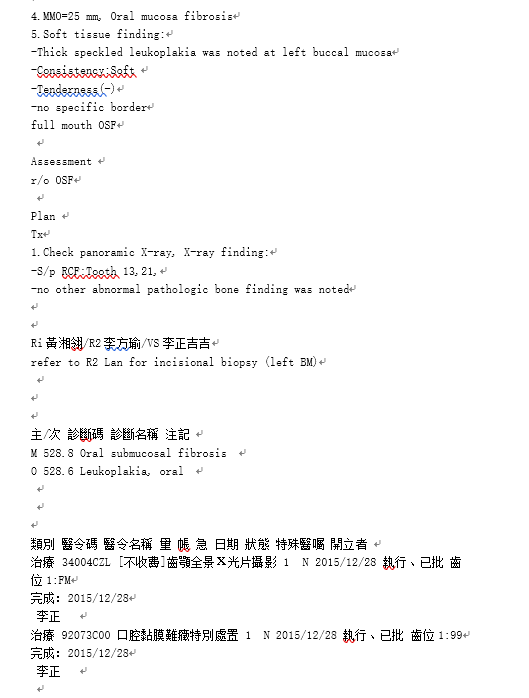 4.MMO=25 mm, Oral mucosa fibrosis
5.Soft tissue finding:
-Thick speckled leukoplakia was noted at left buccal mucosa
-Consistency:Soft
-Tenderness(-)
-no specific border
full mouth OSF
Assessment
r/o OSF
Plan
Tx
1.Check panoramic X-ray, X-ray finding:
-S/p RCF:Tooth 13,21,
-no other abnormal pathologic bone finding was noted
Ri 黃湘翎/R2 李方瑜/VS 李正吉吉
refer to R2 Lan for incisional biopsy (left BM)
主/次 診斷碼 診斷名稱 注記
M 528.8 Oral submucosal fibrosis
O 528.6 Leukoplakia, oral
類別 醫令碼 醫令名稱 量 帳 急 日期 狀態 特殊醫囑 開立者
治療 34004CZL [不收費]齒顎全景X光片攝影 1 N 2015/12/28 執行、已批 齒
位 1:FM
完成: 2015/12/28
李正
治療 92073C00 口腔黏膜難症特別處置 1 N 2015/12/28 執行、已批 齒位 1:99
完成: 2015/12/28
李正